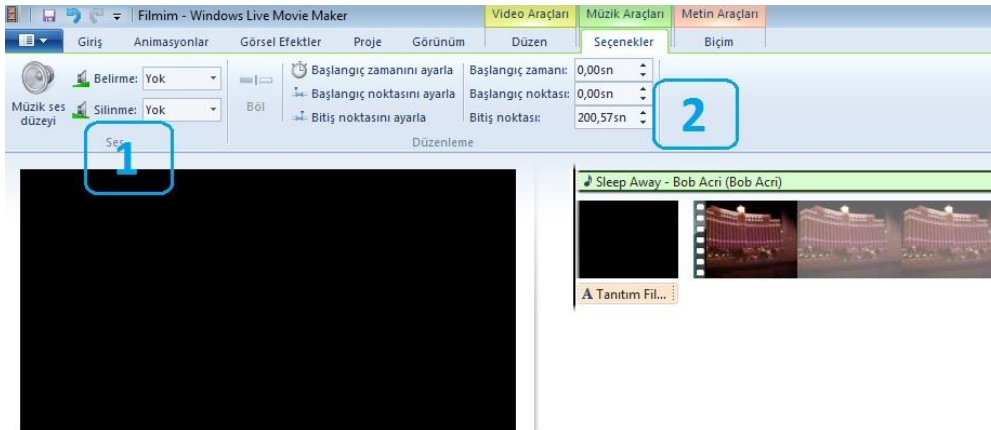 Filmim - Windows Live Movie Maker
Video Araçları
Müzik Araçları
Metin Araçları
Giriş
Animasyonlar
Görsel Efektler
Proje
Görünüm
Düzen
Seçenekler
Biçim
Müzik ses
düzeyi
Belirme: Yok
Silinme: Yok
Ses
1
Böl
Başlangıç zamanını ayarla
Başlangıç noktasını ayarla
Bitiş noktasını ayarla
Başlangıç zamanı: 0,00sn
Başlangıç noktası: 0,00sn
Bitiş noktası: 200,57sn
Düzenleme
2
Sleep Away - Bob Acri (Bob Acri)
A Tanıtım Fil...